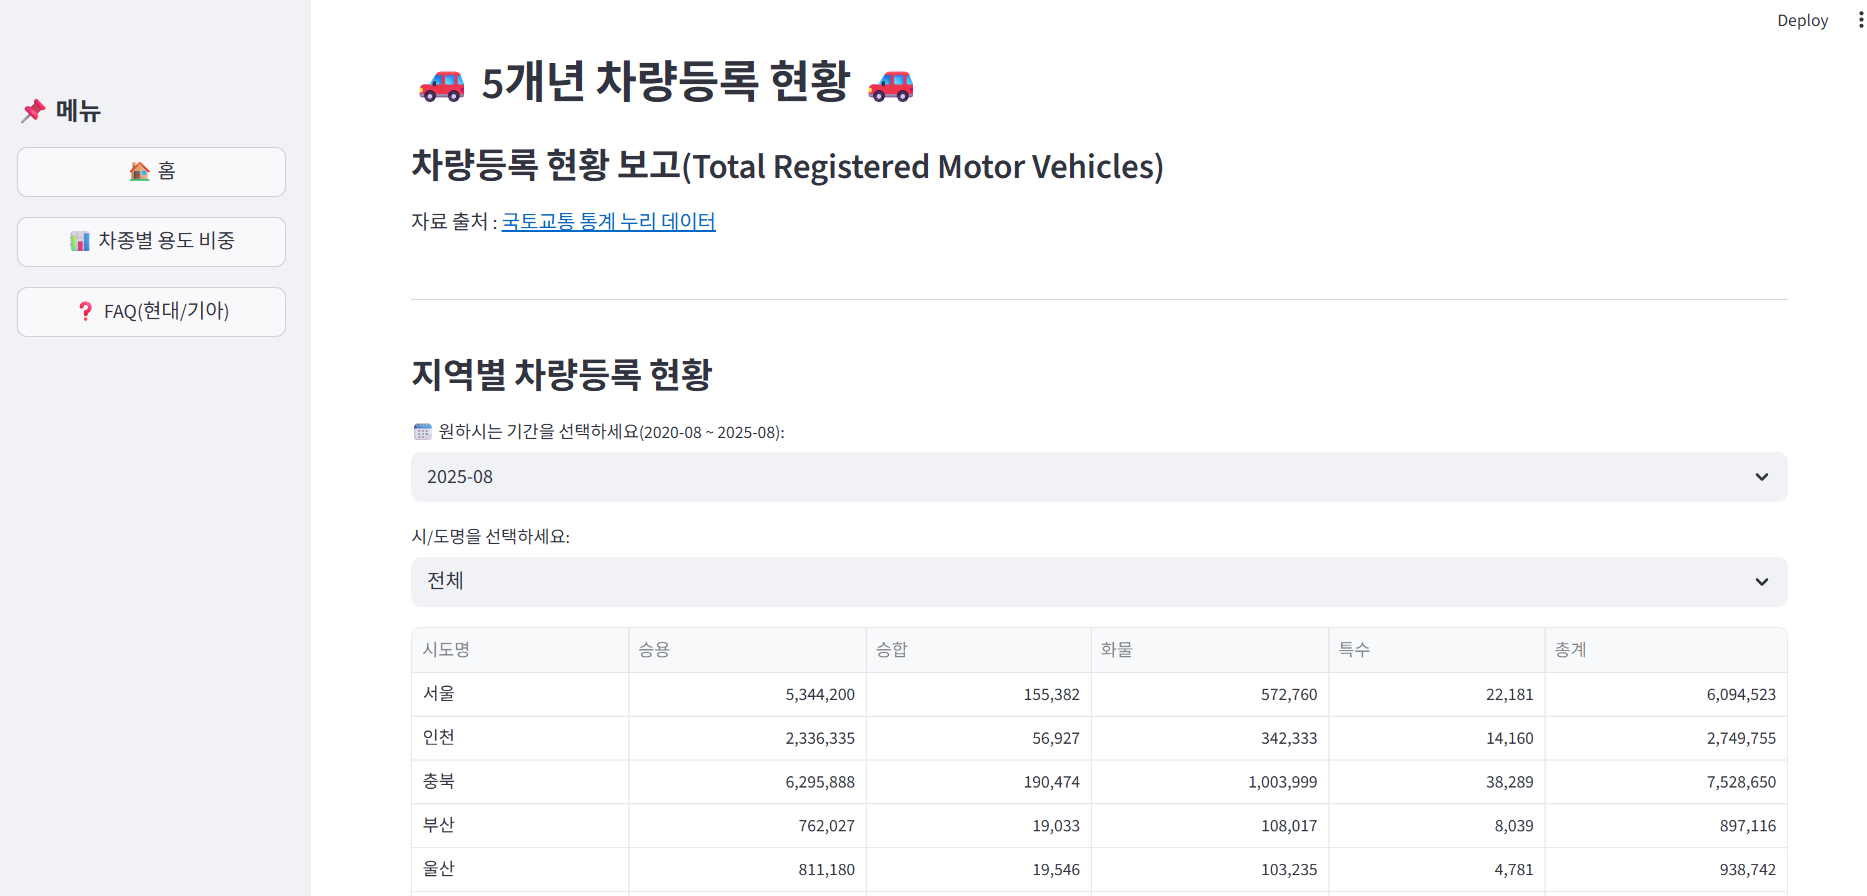 Deploy
메뉴
홈
차종별 용도 비중
FAQ(현대/기아)
5개년 차량등록 현황
차량등록 현황 보고(Total Registered Motor Vehicles)
자료 출처 : 국토교통 통계 누리 데이터
지역별 차량등록 현황
원하시는 기간을 선택하세요(2020-08 ~ 2025-08):
2025-08
시/도명을 선택하세요:
전체
시도명 승용 승합 화물 특수 총계
서울 5,344,200 155,382 572,760 22,181 6,094,523
인천 2,336,335 56,927 342,333 14,160 2,749,755
충북 6,295,888 190,474 1,003,999 38,289 7,528,650
부산 762,027 19,033 108,017 8,039 897,116
울산 811,180 19,546 103,235 4,781 938,742